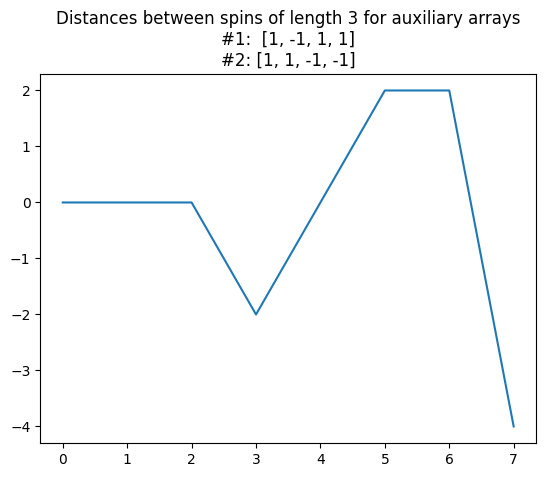 Distances between spins of length 3 for auxiliary arrays
#1:  [1, -1, 1, 1]
#2: [1, 1, -1, -1]
2
1
0
−1
−2
−3
−4
0 1 2 3 4 5 6 7